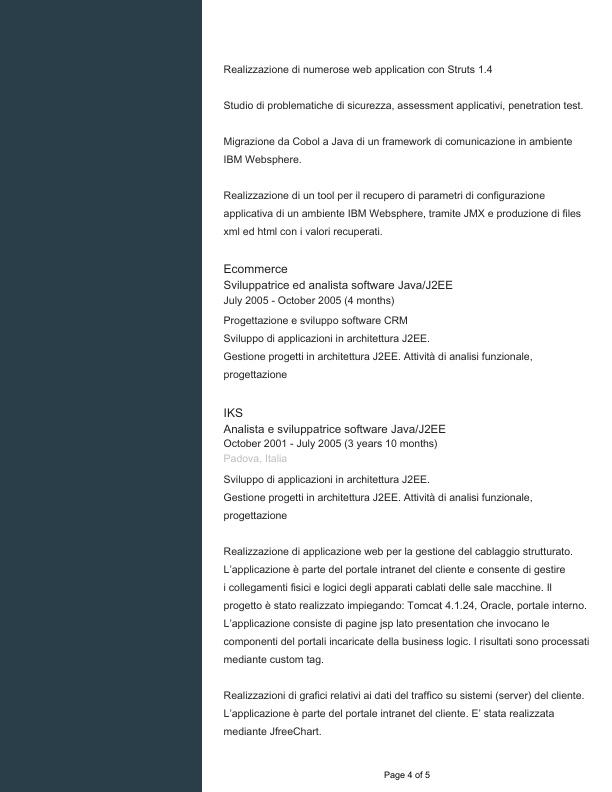 Realizzazione di numerose web application con Struts 1.4
Studio di problematiche di sicurezza, assessment applicativi, penetration test.
Migrazione da Cobol a Java di un framework di comunicazione in ambiente
IBM Websphere.
Realizzazione di un tool per il recupero di parametri di configurazione
applicativa di un ambiente IBM Websphere, tramite JMX e produzione di files
xml ed html con i valori recuperati.
Ecommerce
Sviluppatrice ed analista software Java/J2EE
July 2005 - October 2005 (4 months)
Progettazione e sviluppo software CRM
Sviluppo di applicazioni in architettura J2EE.
Gestione progetti in architettura J2EE. Attività di analisi funzionale,
progettazione
IKS
Analista e sviluppatrice software Java/J2EE
October 2001 - July 2005 (3 years 10 months)
Padova, Italia
Sviluppo di applicazioni in architettura J2EE.
Gestione progetti in architettura J2EE. Attività di analisi funzionale,
progettazione
Realizzazione di applicazione web per la gestione del cablaggio strutturato.
L’applicazione è parte del portale intranet del cliente e consente di gestire
i collegamenti fisici e logici degli apparati cablati delle sale macchine. Il
progetto è stato realizzato impiegando: Tomcat 4.1.24, Oracle, portale interno.
L’applicazione consiste di pagine jsp lato presentation che invocano le
componenti del portali incaricate della business logic. I risultati sono processati
mediante custom tag.
Realizzazioni di grafici relativi ai dati del traffico su sistemi (server) del cliente.
L’applicazione è parte del portale intranet del cliente. E’ stata realizzata
mediante JfreeChart.
Page 4 of 5